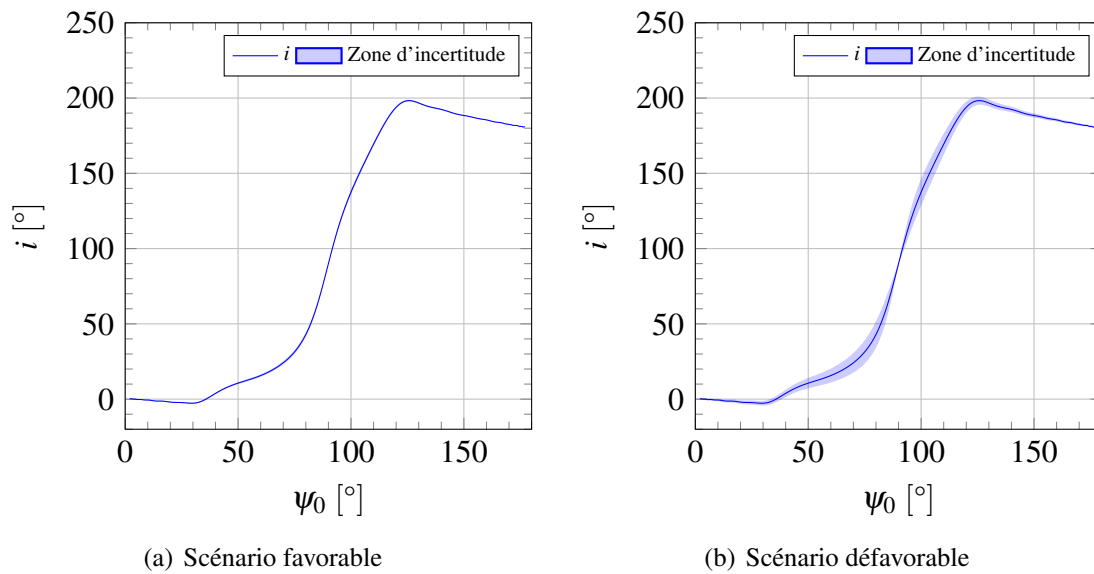 i Zone d'incertitude
250
200
150
100
50
0
i [°]
0 50 100 150
ψ0 [°]
(a) Scénario favorable
i Zone d'incertitude
250
200
150
100
50
0
i [°]
0 50 100 150
ψ0 [°]
(b) Scénario défavorable